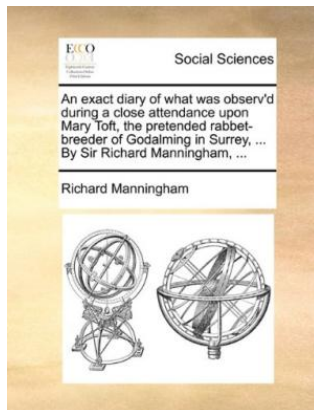 ECCO
Social Sciences
An exact diary of what was observ'd
during a close attendance upon
Mary Toft, the pretended rabbet-
breeder of Godalming in Surrey, ...
By Sir Richard Manningham, ...
Richard Manningham